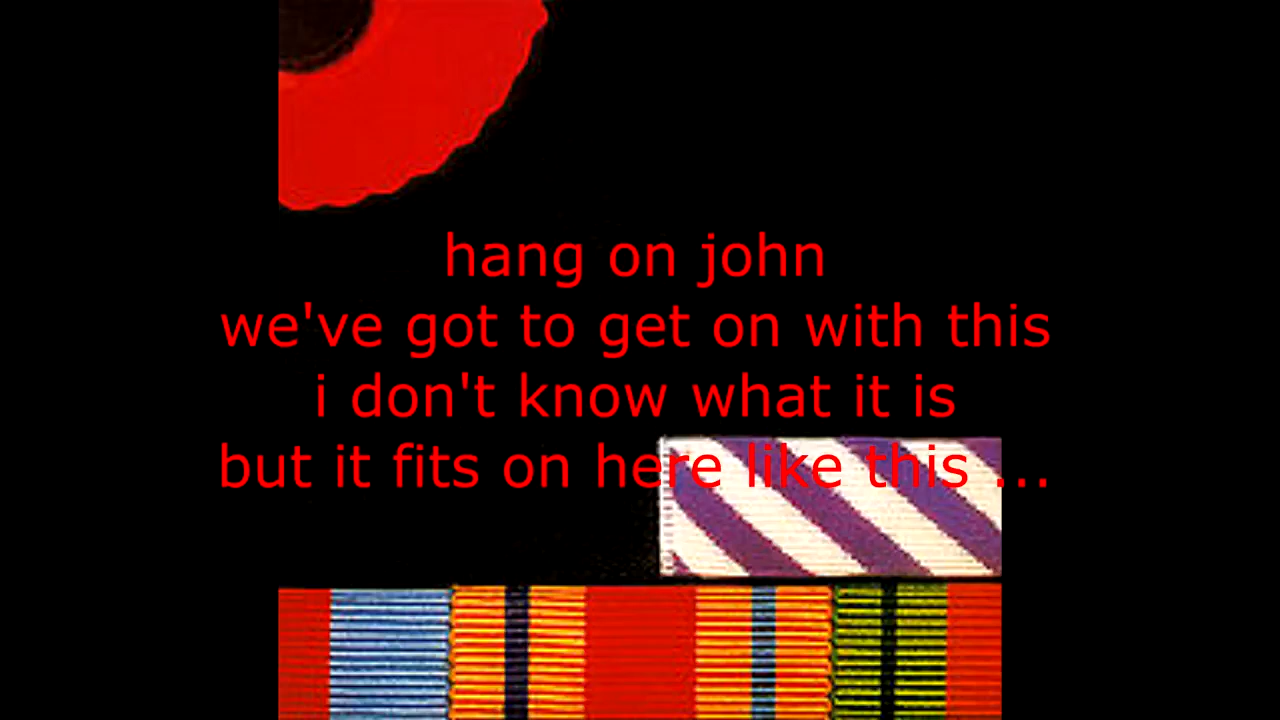 hang on john
we've got to get on with this
i don't know what it is
but it fits on here like this ...